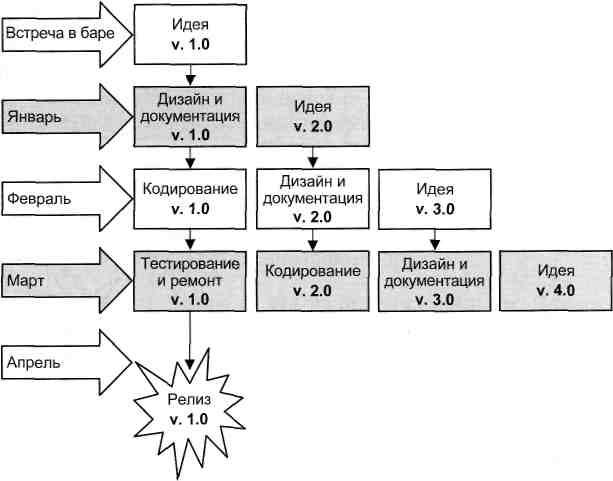 Встреча в баре
Идея
v. 1.0
Январь
Дизайн и
документация
v. 1.0
Идея
v. 2.0
Февраль
Кодирование
v. 1.0
Дизайн и
документация
v. 2.0
Идея
v. 3.0
Март
Тестирование
и ремонт
v. 1.0
Кодирование
v. 2.0
Дизайн и
документация
v. 3.0
Идея
v. 4.0
Апрель
Релиз
v. 1.0